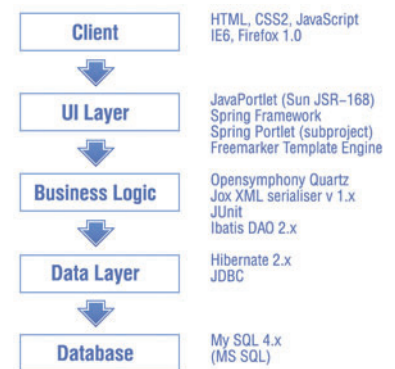 Client
HTML, CSS2, JavaScript
IE6, Firefox 1.0
UI Layer
JavaPortlet (Sun JSR–168)
Spring Framework
Spring Portlet (subproject)
Freemarker Template Engine
Business Logic
Opensymphony Quartz
Jox XML serialiser v 1.x
JUnit
Ibatis DAO 2.x
Data Layer
Hibernate 2.x
JDBC
Database
My SQL 4.x
(MS SQL)